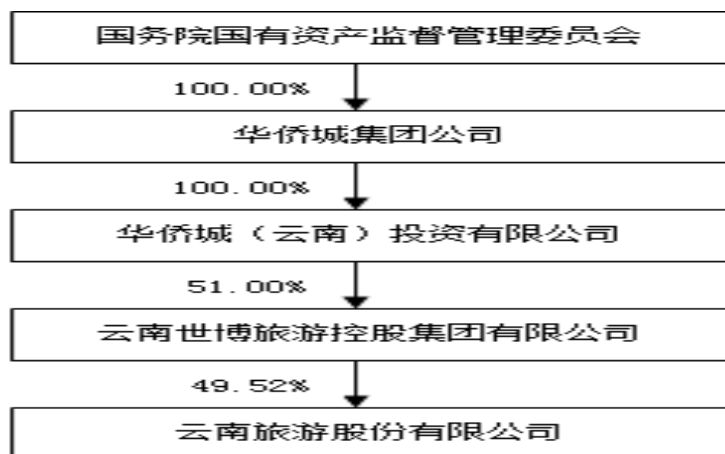 国务院国有资产监督管理委员会
100.00%
华侨城集团公司
100.00%
华侨城（云南）投资有限公司
51.00%
云南世博旅游控股集团有限公司
49.52%
云南旅游股份有限公司